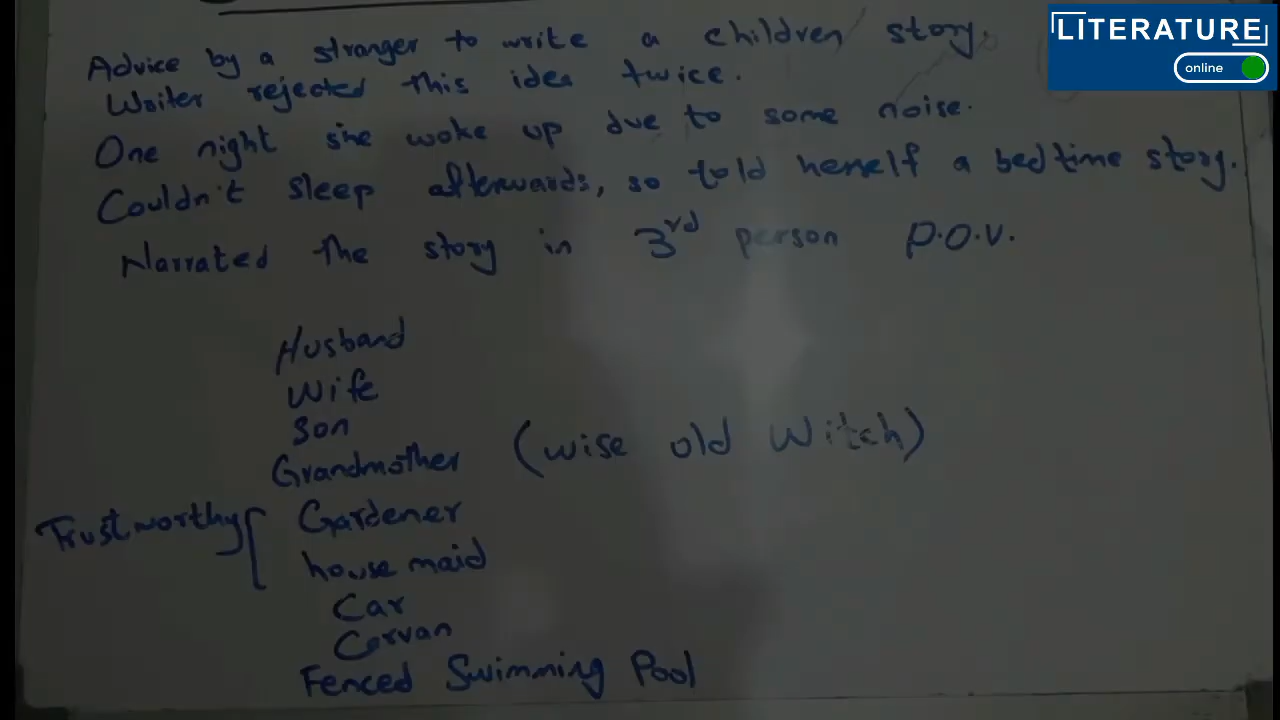 LITERATURE
online
Advice by a stranger to write a children story.
Writer rejected this idea twice.
One night she woke up due to some noise.
Couldn't sleep afterwards, so told herself a bedtime story.
Narrated the story in 3rd person P.O.V.
Husband
Wife
Son
Grandmother (wise old Witch)
Trustworthy Gardener
house maid
Car
Carvan
Fenced Swimming Pool